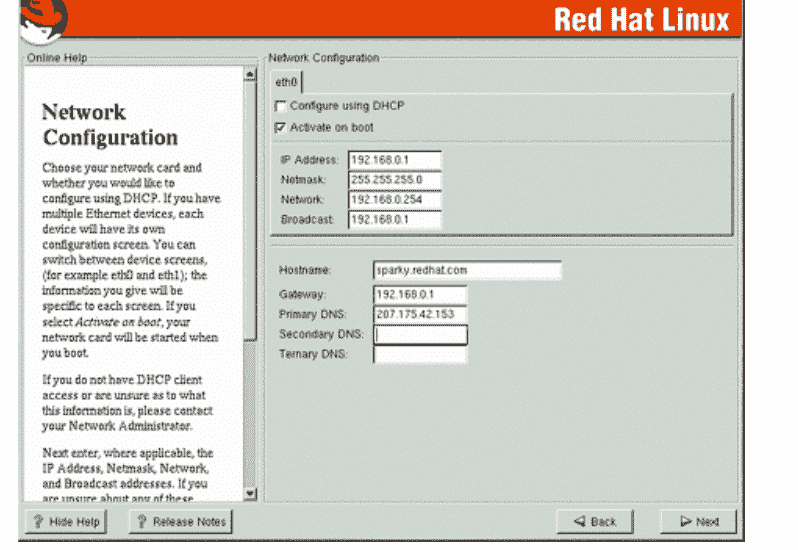 Red Hat Linux
Online Help
Network
Configuration
Choose your network card and
whether you would like to
configure using DHCP. If you have
multiple Ethernet devices, each
device will have its own
configuration screen. You can
switch between device screens,
(for example eth0 and eth1); the
information you give will be
specific to each screen. If you
select Activate on boot, your
network card will be started when
you boot.
If you do not have DHCP client
access or are unsure as to what
this information is, please contact
your Network Administrator.
Next enter, where applicable, the
IP Address, Netmask, Network,
and Broadcast addresses. If you
are unsure about any of these
Network Configuration
eth0
Configure using DHCP
Activate on boot
IP Address: 192.168.0.1
Netmask: 255.255.255.0
Network: 192.168.0.254
Broadcast: 192.168.0.1
Hostname: sparky.redhat.com
Gateway: 192.168.0.1
Primary DNS: 207.175.42.153
Secondary DNS:
Ternary DNS:
Hide Help
Release Notes
Back
Next